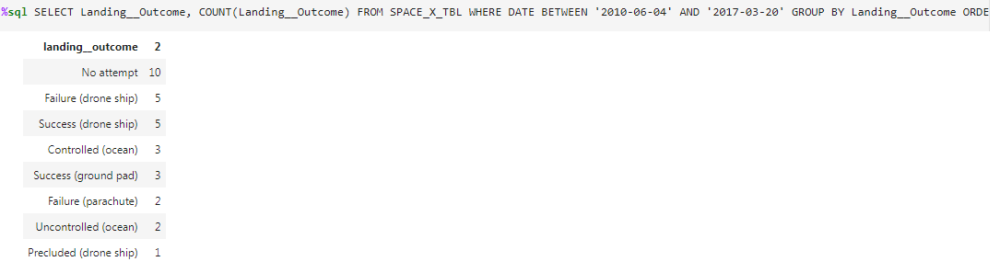 %sql SELECT Landing__Outcome, COUNT(Landing__Outcome) FROM SPACE_X_TBL WHERE DATE BETWEEN '2010-06-04' AND '2017-03-20' GROUP BY Landing__Outcome ORDE
landing__outcome 2
No attempt 10
Failure (drone ship) 5
Success (drone ship) 5
Controlled (ocean) 3
Success (ground pad) 3
Failure (parachute) 2
Uncontrolled (ocean) 2
Precluded (drone ship) 1